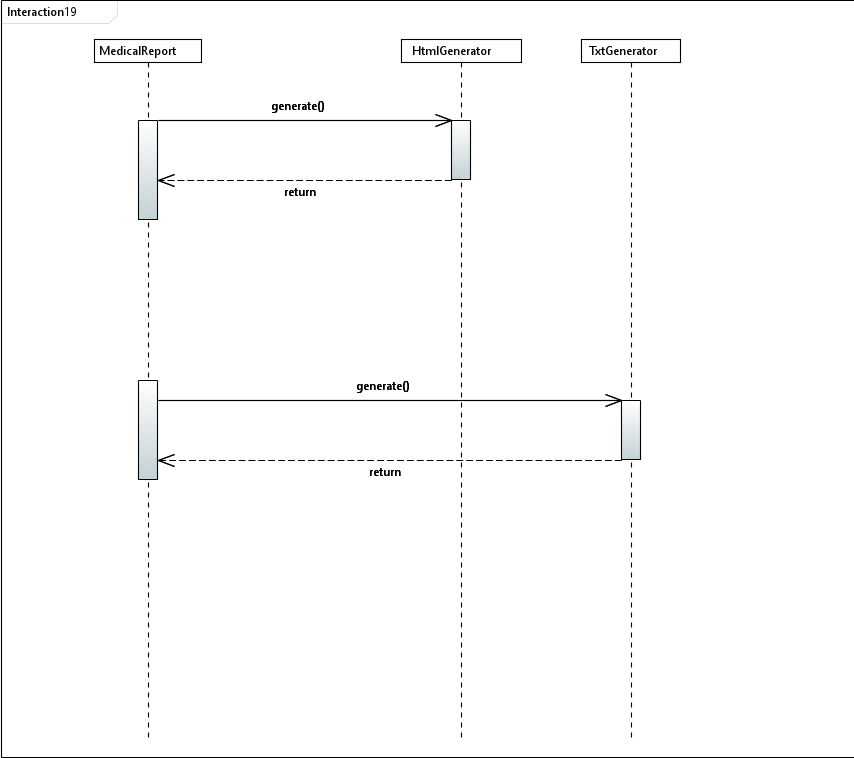 Interaction19
MedicalReport
HtmlGenerator
TxtGenerator
generate()
return
generate()
return